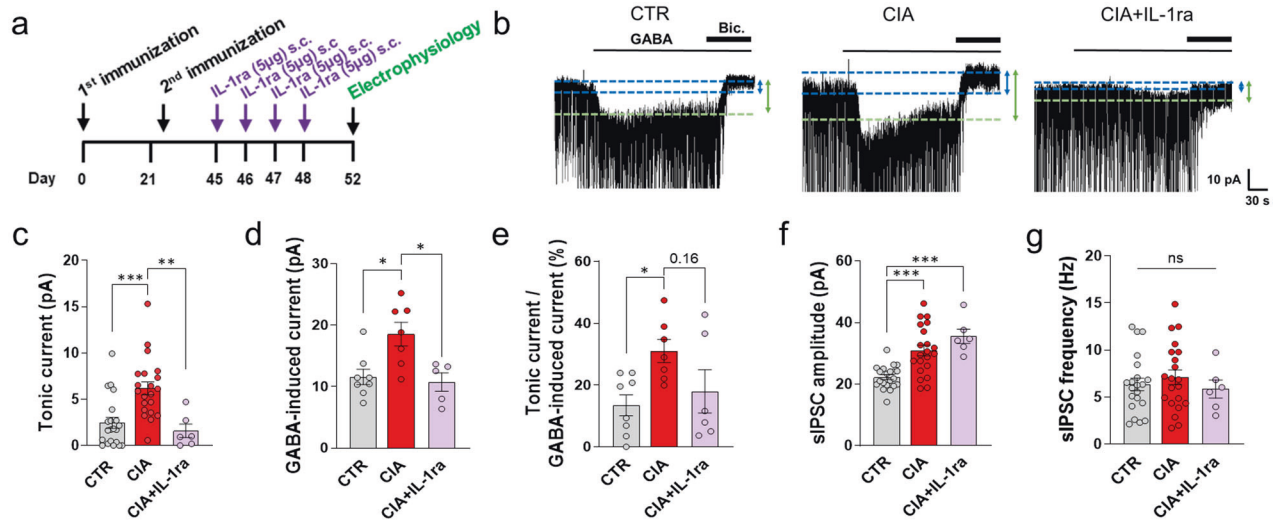 a
1st immunization
2nd immunization
IL-1ra (5μg) s.c.
IL-1ra (5μg) s.c
IL-1ra (5μg) s.c.
IL-1ra (5μg) s.c.
Electrophysiology
Day 0 21 45 46 47 48 52
b
CTR CIA CIA+IL-1ra
GABA Bic.
10 pA
30 s
c
Tonic current (pA)
20
15
10
5
0
***
**
CTR
CIA
CIA+IL-1ra
d
GABA-induced current (pA)
30
20
10
0
*
*
CTR
CIA
CIA+IL-1ra
e
Tonic current /
GABA-induced current (%)
60
40
20
0
*
0.16
CTR
CIA
CIA+IL-1ra
f
sIPSC amplitude (pA)
60
40
20
0
***
***
CTR
CIA
CIA+IL-1ra
g
sIPSC frequency (Hz)
20
15
10
5
0
ns
CTR
CIA
CIA+IL-1ra